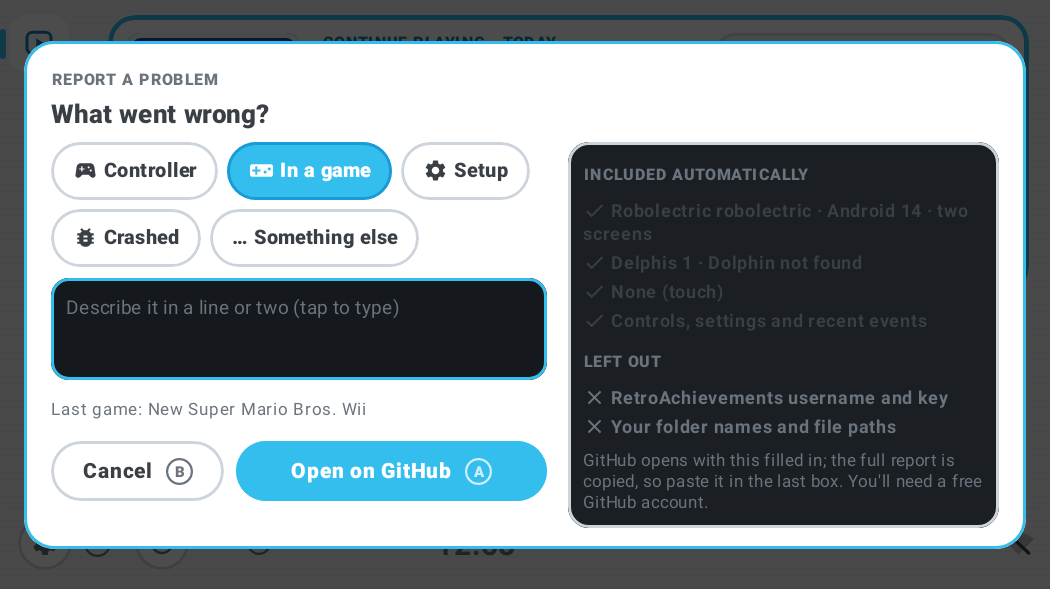 CONTINUE PLAYING · TODAY
REPORT A PROBLEM
What went wrong?
Controller
In a game
Setup
Crashed
... Something else
Describe it in a line or two (tap to type)
Last game: New Super Mario Bros. Wii
Cancel B
Open on GitHub A
INCLUDED AUTOMATICALLY
Robolectric robolectric · Android 14 · two
screens
Delphis 1 · Dolphin not found
None (touch)
Controls, settings and recent events
LEFT OUT
RetroAchievements username and key
Your folder names and file paths
GitHub opens with this filled in; the full report is
copied, so paste it in the last box. You'll need a free
GitHub account.